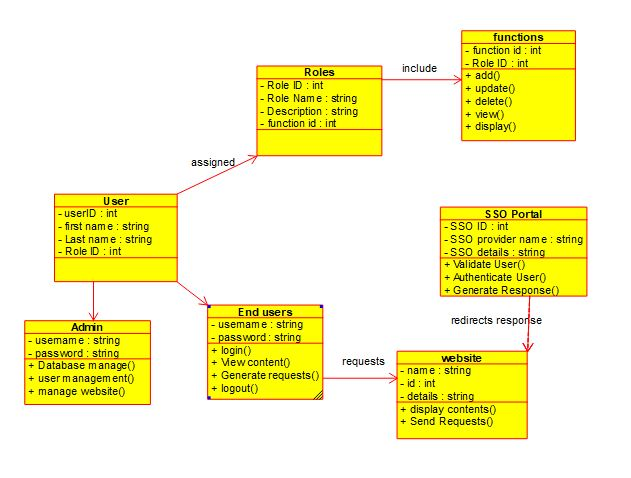 functions
- function id : int
- Role ID : int
+ add()
+ update()
+ delete()
+ view()
+ display()
include
Roles
- Role ID : int
- Role Name : string
- Description : string
- function id : int
assigned
User
- userID : int
- first name : string
- Last name : string
- Role ID : int
SSO Portal
- SSO ID : int
- SSO provider name : string
- SSO details : string
+ Validate User()
+ Authenticate User()
+ Generate Response()
redirects response
Admin
- username : string
- password : string
+ Database manage()
+ user management()
+ manage website()
End users
- username : string
- password : string
+ login()
+ View content()
+ Generate requests()
+ logout()
requests
website
- name : string
- id : int
- details : string
+ display contents()
+ Send Requests()